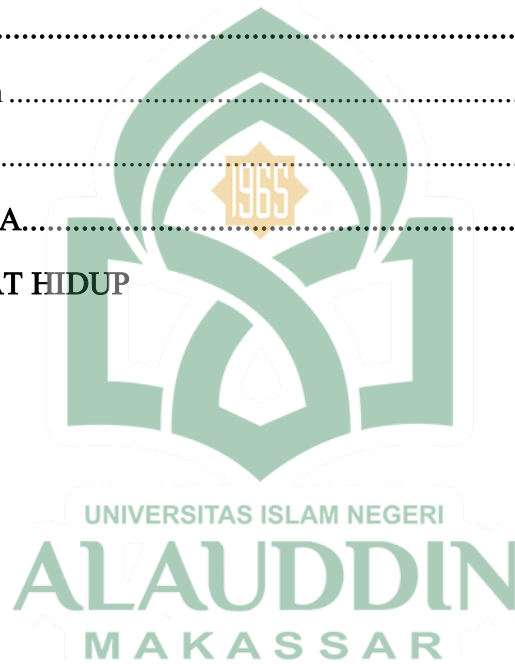 ..........................................................................
n ..........................................................................
..........................................................................
A..........................................................................
1965
AT HIDUP
UNIVERSITAS ISLAM NEGERI
ALAUDDIN
MAKASSAR